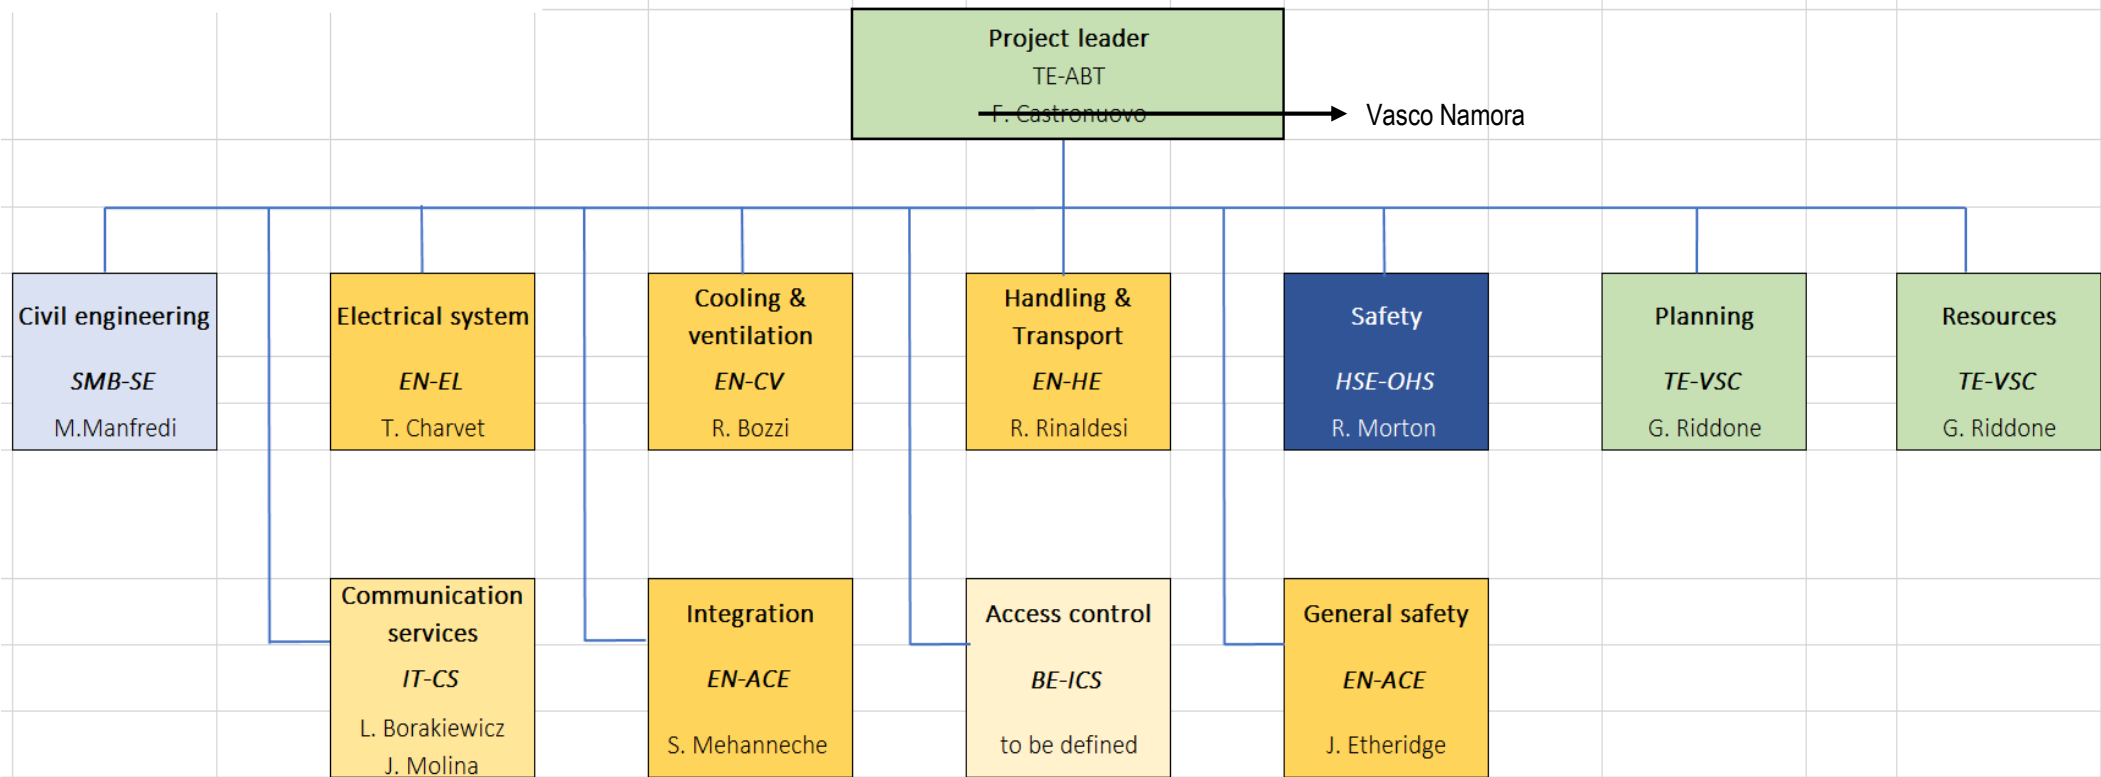 Project leader
TE-ABT
F. Castronuovo
Vasco Namora
Civil engineering
SMB-SE
M.Manfredi
Electrical system
EN-EL
T. Charvet
Cooling &
ventilation
EN-CV
R. Bozzi
Handling &
Transport
EN-HE
R. Rinaldesi
Safety
HSE-OHS
R. Morton
Planning
TE-VSC
G. Riddone
Resources
TE-VSC
G. Riddone
Communication
services
IT-CS
L. Borakiewicz
J. Molina
Integration
EN-ACE
S. Mehanneche
Access control
BE-ICS
to be defined
General safety
EN-ACE
J. Etheridge